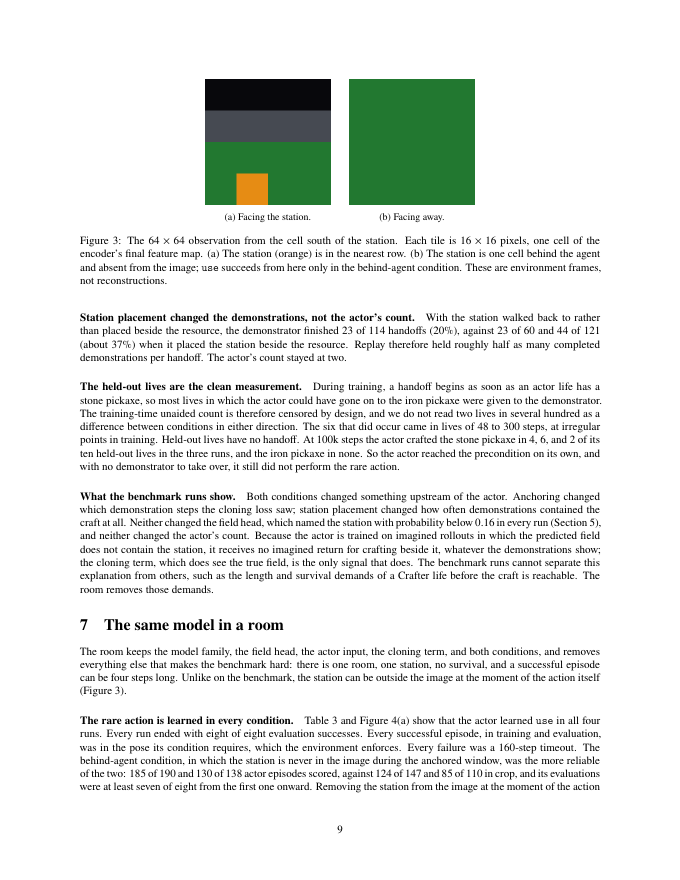 (a) Facing the station.
(b) Facing away.
Figure 3: The 64 × 64 observation from the cell south of the station. Each tile is 16 × 16 pixels, one cell of the
encoder's final feature map. (a) The station (orange) is in the nearest row. (b) The station is one cell behind the agent
and absent from the image; use succeeds from here only in the behind-agent condition. These are environment frames,
not reconstructions.
Station placement changed the demonstrations, not the actor's count. With the station walked back to rather
than placed beside the resource, the demonstrator finished 23 of 114 handoffs (20%), against 23 of 60 and 44 of 121
(about 37%) when it placed the station beside the resource. Replay therefore held roughly half as many completed
demonstrations per handoff. The actor's count stayed at two.
The held-out lives are the clean measurement. During training, a handoff begins as soon as an actor life has a
stone pickaxe, so most lives in which the actor could have gone on to the iron pickaxe were given to the demonstrator.
The training-time unaided count is therefore censored by design, and we do not read two lives in several hundred as a
difference between conditions in either direction. The six that did occur came in lives of 48 to 300 steps, at irregular
points in training. Held-out lives have no handoff. At 100k steps the actor crafted the stone pickaxe in 4, 6, and 2 of its
ten held-out lives in the three runs, and the iron pickaxe in none. So the actor reached the precondition on its own, and
with no demonstrator to take over, it still did not perform the rare action.
What the benchmark runs show. Both conditions changed something upstream of the actor. Anchoring changed
which demonstration steps the cloning loss saw; station placement changed how often demonstrations contained the
craft at all. Neither changed the field head, which named the station with probability below 0.16 in every run (Section 5),
and neither changed the actor's count. Because the actor is trained on imagined rollouts in which the predicted field
does not contain the station, it receives no imagined return for crafting beside it, whatever the demonstrations show;
the cloning term, which does see the true field, is the only signal that does. The benchmark runs cannot separate this
explanation from others, such as the length and survival demands of a Crafter life before the craft is reachable. The
room removes those demands.
7 The same model in a room
The room keeps the model family, the field head, the actor input, the cloning term, and both conditions, and removes
everything else that makes the benchmark hard: there is one room, one station, no survival, and a successful episode
can be four steps long. Unlike on the benchmark, the station can be outside the image at the moment of the action itself
(Figure 3).
The rare action is learned in every condition. Table 3 and Figure 4(a) show that the actor learned use in all four
runs. Every run ended with eight of eight evaluation successes. Every successful episode, in training and evaluation,
was in the pose its condition requires, which the environment enforces. Every failure was a 160-step timeout. The
behind-agent condition, in which the station is never in the image during the anchored window, was the more reliable
of the two: 185 of 190 and 130 of 138 actor episodes scored, against 124 of 147 and 85 of 110 in crop, and its evaluations
were at least seven of eight from the first one onward. Removing the station from the image at the moment of the action
9